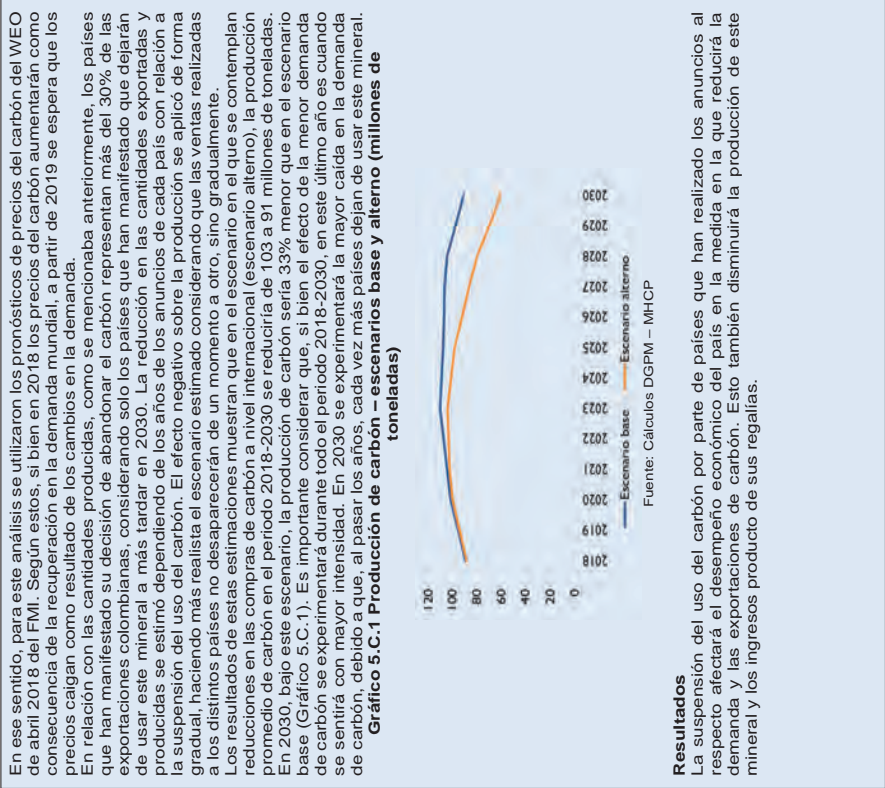 En ese sentido, para este análisis se utilizaron los pronósticos de precios del carbón del WEO
de abril 2018 del FMI. Según estos, si bien en 2018 los precios del carbón aumentarán como
consecuencia de la recuperación en la demanda mundial, a partir de 2019 se espera que los
precios caigan como resultado de los cambios en la demanda.
En relación con las cantidades producidas, como se mencionaba anteriormente, los países
que han manifestado su decisión de abandonar el carbón representan más del 30% de las
exportaciones colombianas, considerando solo los países que han manifestado que dejarán
de usar este mineral a más tardar en 2030. La reducción en las cantidades exportadas y
producidas se estimó dependiendo de los años de los anuncios de cada país con relación a
la suspensión del uso del carbón. El efecto negativo sobre la producción se aplicó de forma
gradual, haciendo más realista el escenario estimado considerando que las ventas realizadas
a los distintos países no desaparecerán de un momento a otro, sino gradualmente.
Los resultados de estas estimaciones muestran que en el escenario en el que se contemplan
reducciones en las compras de carbón a nivel internacional (escenario alterno), la producción
promedio de carbón en el periodo 2018-2030 se reduciría de 103 a 91 millones de toneladas.
En 2030, bajo este escenario, la producción de carbón sería 33% menor que en el escenario
base (Gráfico 5.C.1). Es importante considerar que, si bien el efecto de la menor demanda
de carbón se experimentará durante todo el periodo 2018-2030, en este último año es cuando
se sentirá con mayor intensidad. En 2030 se experimentará la mayor caída en la demanda
de carbón, debido a que, al pasar los años, cada vez más países dejan de usar este mineral.
Gráfico 5.C.1 Producción de carbón – escenarios base y alterno (millones de
toneladas)
120
100
80
60
40
20
0
2018 2019 2020 2021 2022 2023 2024 2025 2026 2027 2028 2029 2030
Escenario base Escenario alterno
Fuente: Cálculos DGPM – MHCP
Resultados
La suspensión del uso del carbón por parte de países que han realizado los anuncios al
respecto afectará el desempeño económico del país en la medida en la que reducirá la
demanda y las exportaciones de carbón. Esto también disminuirá la producción de este
mineral y los ingresos producto de sus regalías.